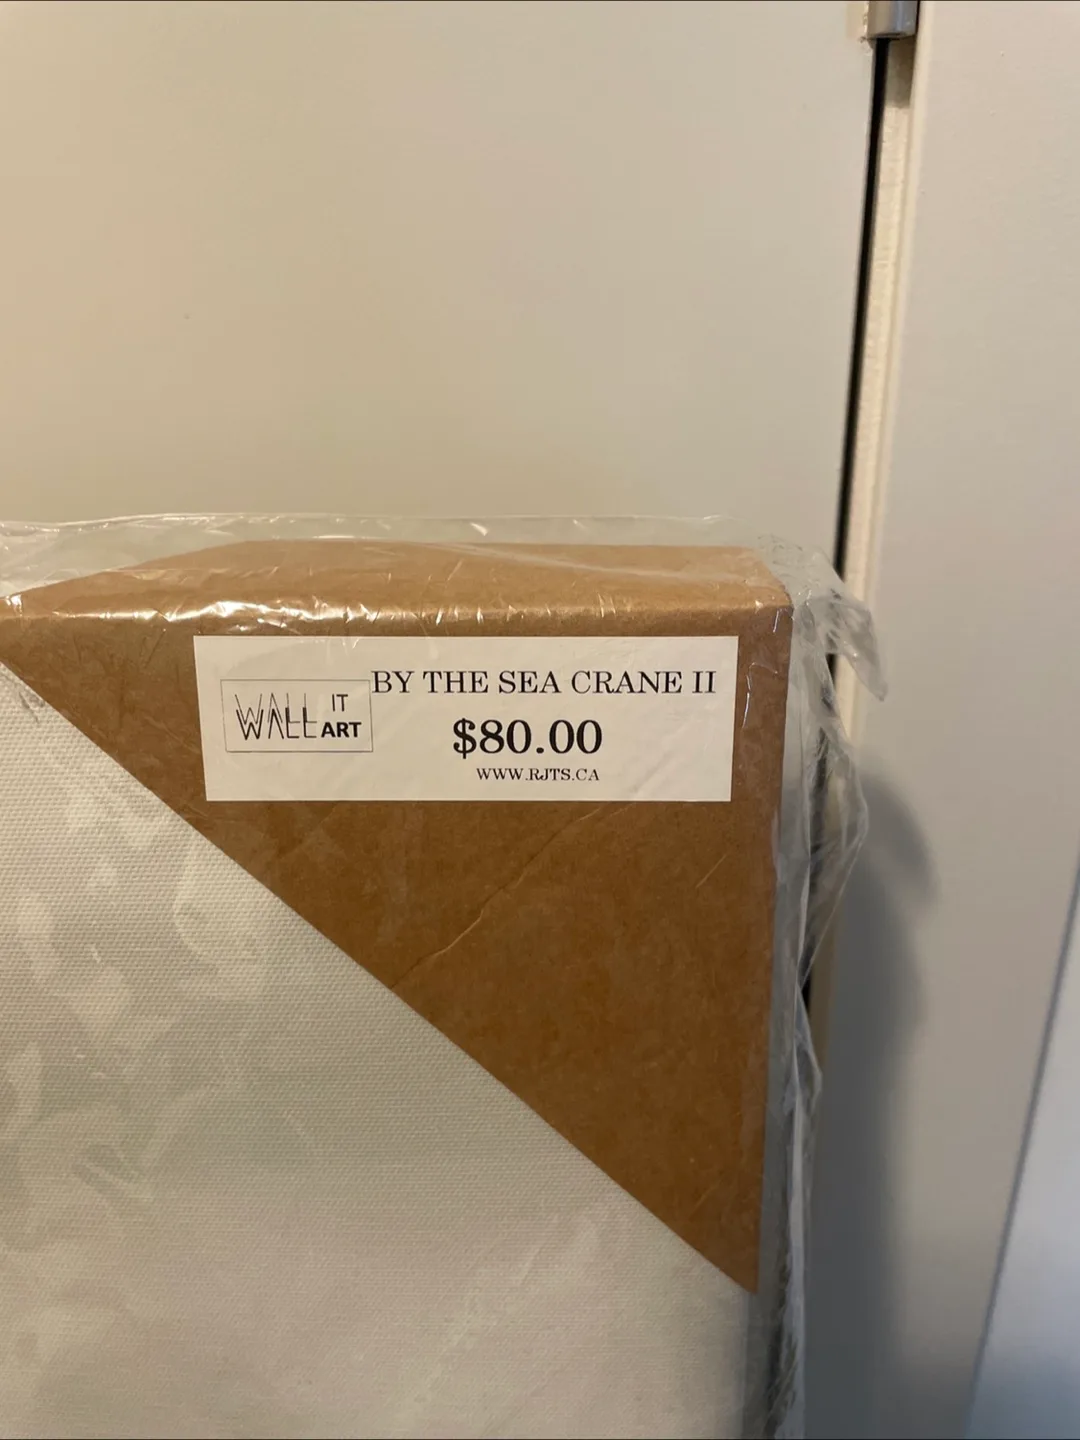 BY THE SEA CRANE II
WALL IT
WALL ART
$80.00
WWW.RJTS.CA